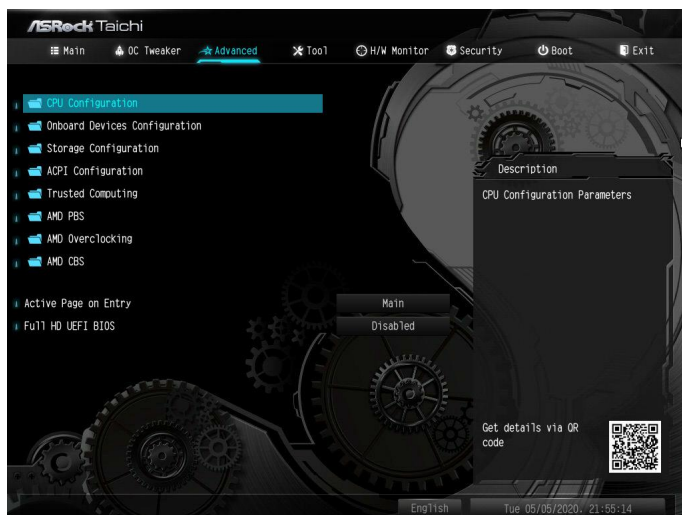 ASRock Taichi
Main OC Tweaker Advanced Tool H/W Monitor Security Boot Exit
CPU Configuration
Onboard Devices Configuration
Storage Configuration
ACPI Configuration
Trusted Computing
AMD PBS
AMD Overclocking
AMD CBS
Active Page on Entry Main
Full HD UEFI BIOS Disabled
Description
CPU Configuration Parameters
Get details via QR
code
English Tue 05/05/2020. 21:55:14